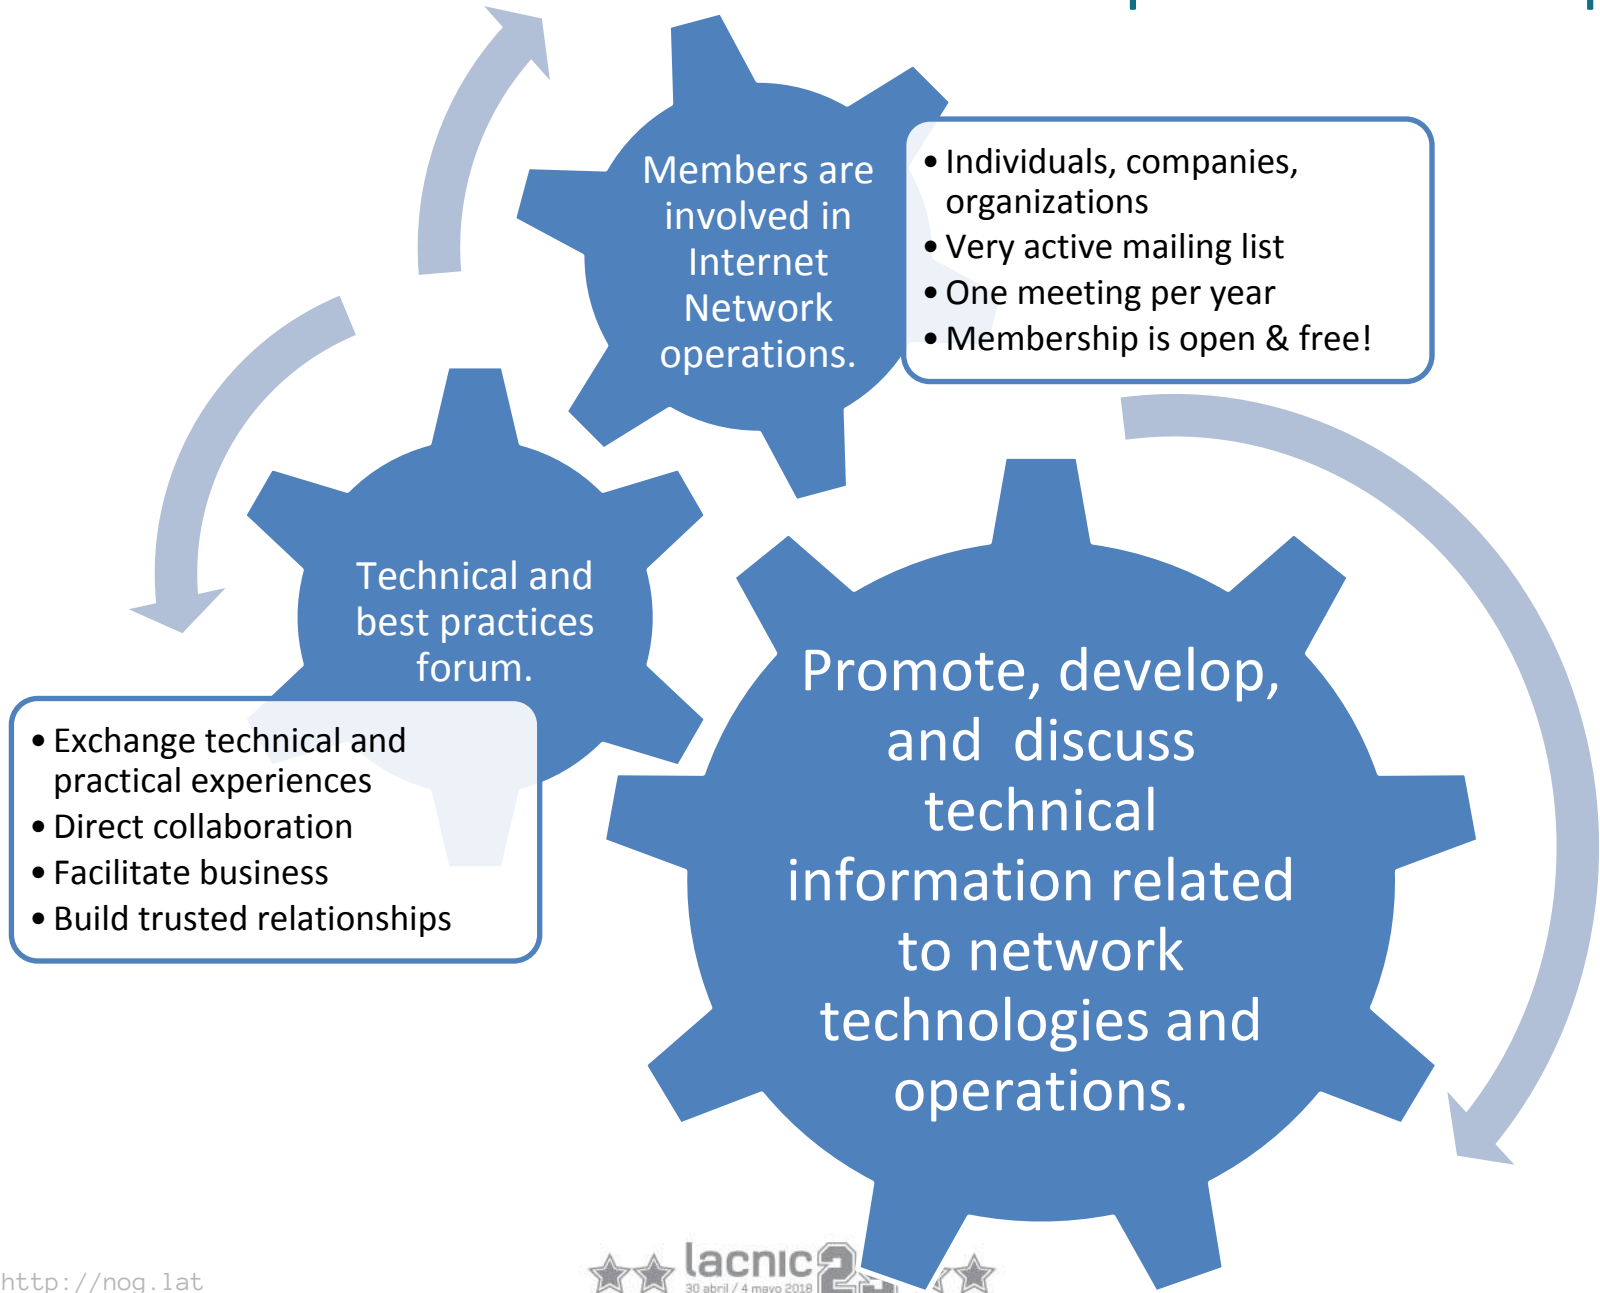 Members are
involved in
Internet
Network
operations.
• Individuals, companies,
organizations
• Very active mailing list
• One meeting per year
• Membership is open & free!
Technical and
best practices
forum.
• Exchange technical and
practical experiences
• Direct collaboration
• Facilitate business
• Build trusted relationships
Promote, develop,
and discuss
technical
information related
to network
technologies and
operations.
http://nog.lat
lacnic
30 abril / 4 mayo 2018